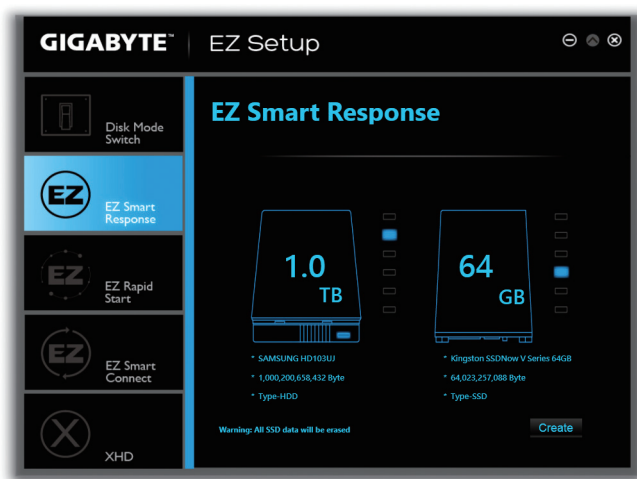 GIGABYTE™ EZ Setup
Disk Mode
Switch
EZ
EZ Smart
Response
EZ
EZ Rapid
Start
EZ
EZ Smart
Connect
X
XHD
EZ Smart Response
1.0
TB
64
GB
* SAMSUNG HD103UJ
* 1,000,200,658,432 Byte
* Type-HDD
* Kingston SSDNow V Series 64GB
* 64,023,257,088 Byte
* Type-SSD
Warning: All SSD data will be erased
Create